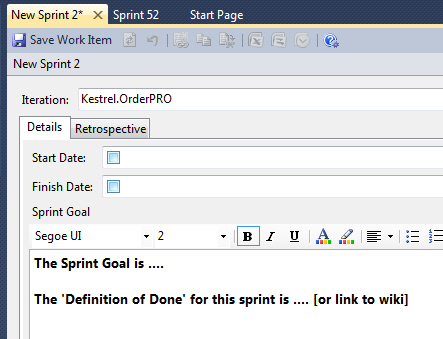 New Sprint 2* Sprint 52 Start Page
Save Work Item
New Sprint 2
Iteration: Kestrel.OrderPRO
Details Retrospective
Start Date:
Finish Date:
Sprint Goal
Segoe UI 2 B I U A
The Sprint Goal is ....
The 'Definition of Done' for this sprint is .... [or link to wiki]